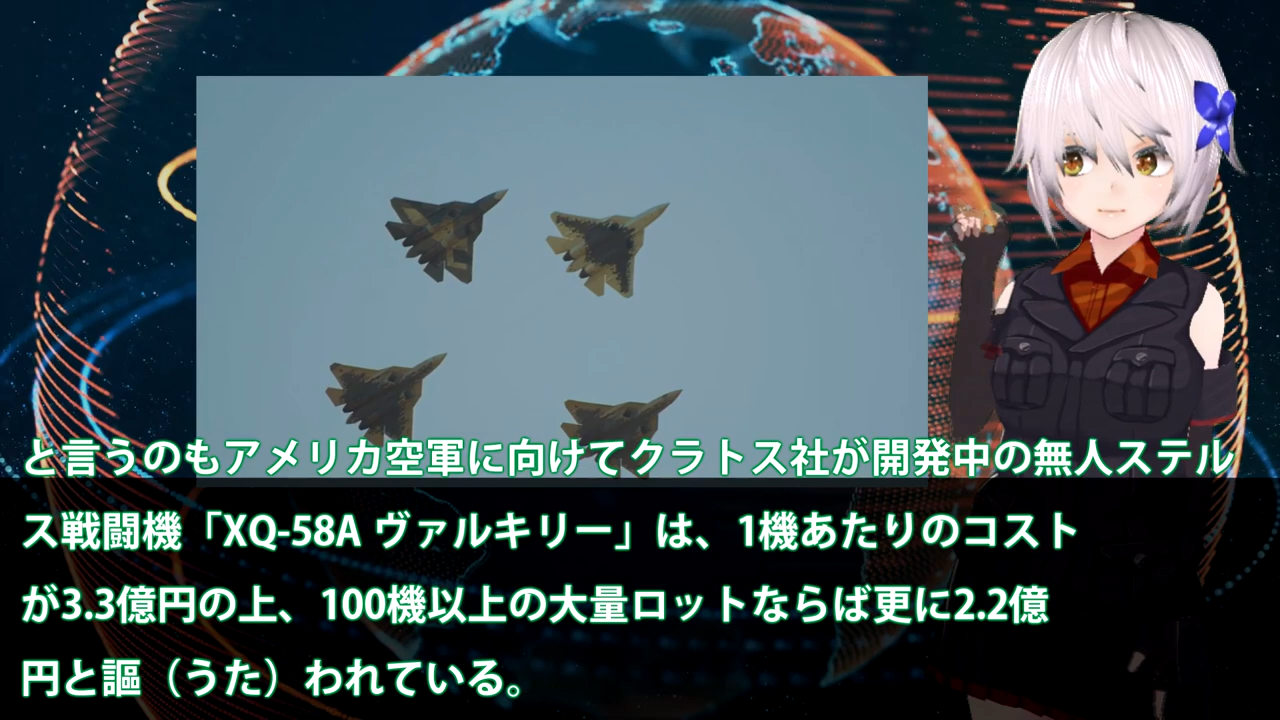 と言うのもアメリカ空軍に向けてクラトス社が開発中の無人ステル
ス戦闘機「XQ-58A ヴァルキリー」は、1機あたりのコスト
が3.3億円の上、100機以上の大量ロットならば更に2.2億
円と謳（うた）われている。